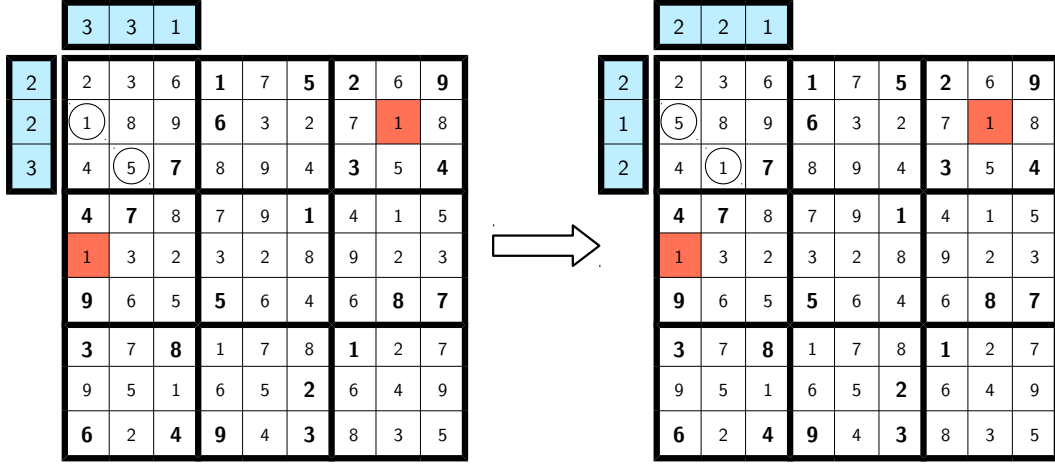 3 3 1 2 2 1
2 2 3 6 1 7 5 2 6 9 2 2 3 6 1 7 5 2 6 9
2 1 8 9 6 3 2 7 1 8 1 5 8 9 6 3 2 7 1 8
3 4 5 7 8 9 4 3 5 4 2 4 1 7 8 9 4 3 5 4
4 7 8 7 9 1 4 1 5 4 7 8 7 9 1 4 1 5
1 3 2 3 2 8 9 2 3 1 3 2 3 2 8 9 2 3
9 6 5 5 6 4 6 8 7 9 6 5 5 6 4 6 8 7
3 7 8 1 7 8 1 2 7 3 7 8 1 7 8 1 2 7
9 5 1 6 5 2 6 4 9 9 5 1 6 5 2 6 4 9
6 2 4 9 4 3 8 3 5 6 2 4 9 4 3 8 3 5